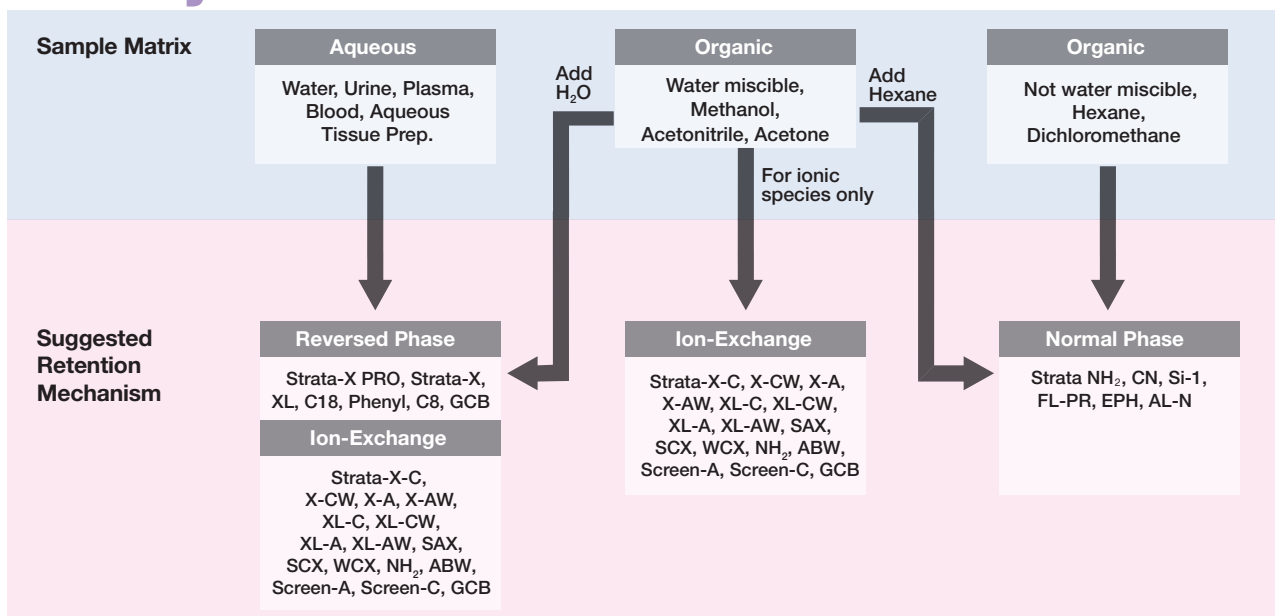 Sample Matrix
Aqueous
Water, Urine, Plasma,
Blood, Aqueous
Tissue Prep.
Add
H₂O
Organic
Water miscible,
Methanol,
Acetonitrile, Acetone
Add
Hexane
Organic
Not water miscible,
Hexane,
Dichloromethane
For ionic
species only
Suggested
Retention
Mechanism
Reversed Phase
Strata-X PRO, Strata-X,
XL, C18, Phenyl, C8, GCB
Ion-Exchange
Strata-X-C,
X-CW, X-A, X-AW,
XL-C, XL-CW,
XL-A, XL-AW, SAX,
SCX, WCX, NH₂, ABW,
Screen-A, Screen-C, GCB
Ion-Exchange
Strata-X-C, X-CW, X-A,
X-AW, XL-C, XL-CW,
XL-A, XL-AW, SAX,
SCX, WCX, NH₂, ABW,
Screen-A, Screen-C, GCB
Normal Phase
Strata NH₂, CN, Si-1,
FL-PR, EPH, AL-N